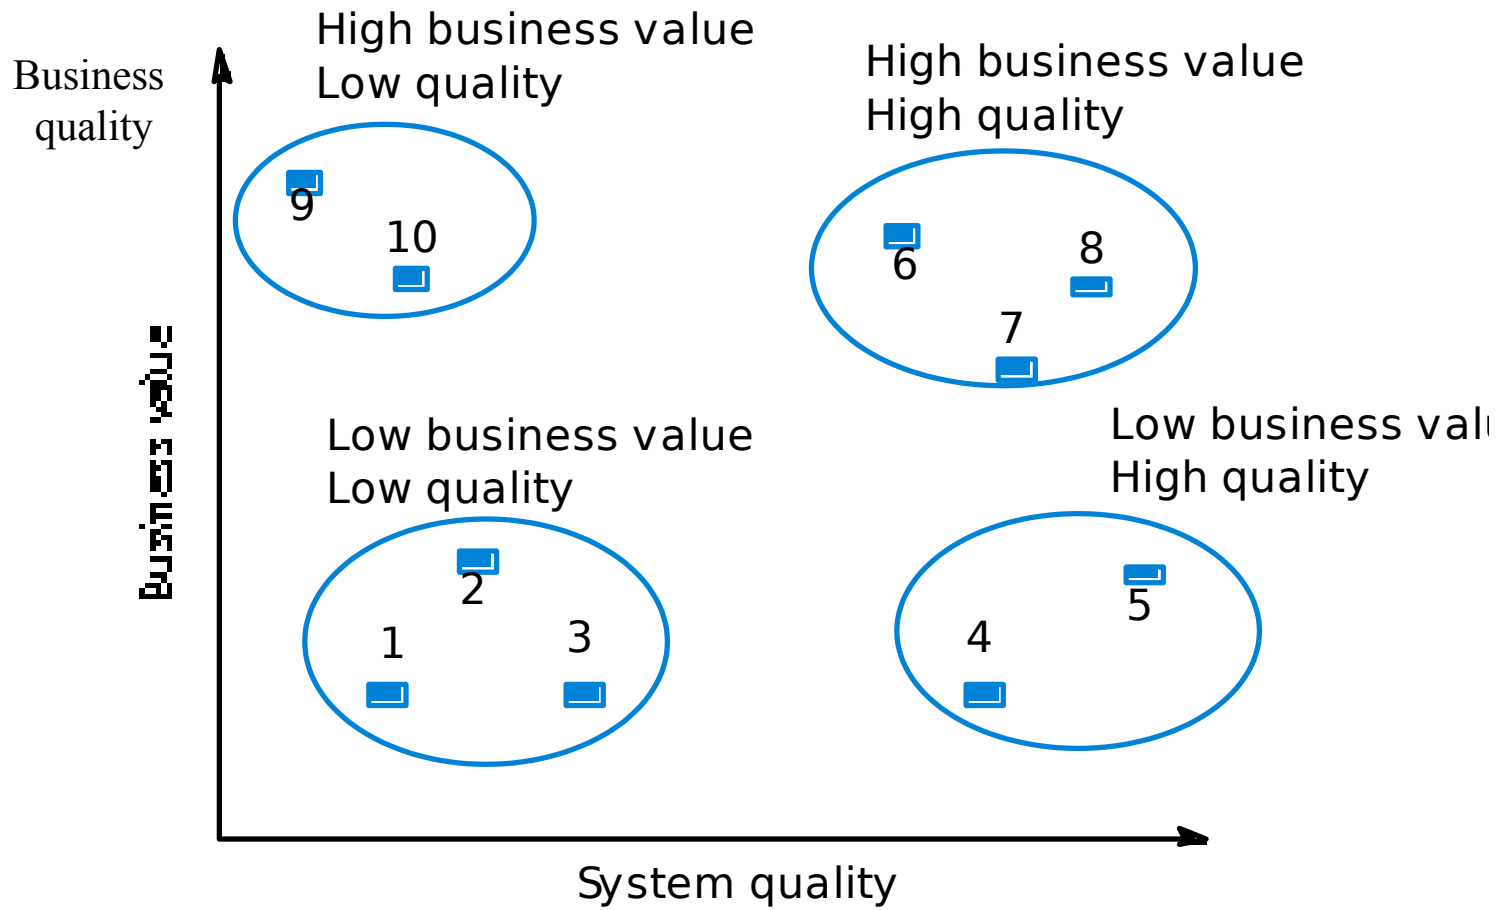 High business value
Low quality
Business
quality
High business value
High quality
9
10
6
8
7
Business value
Low business value
Low quality
Low business valu
High quality
2
1
3
5
4
System quality